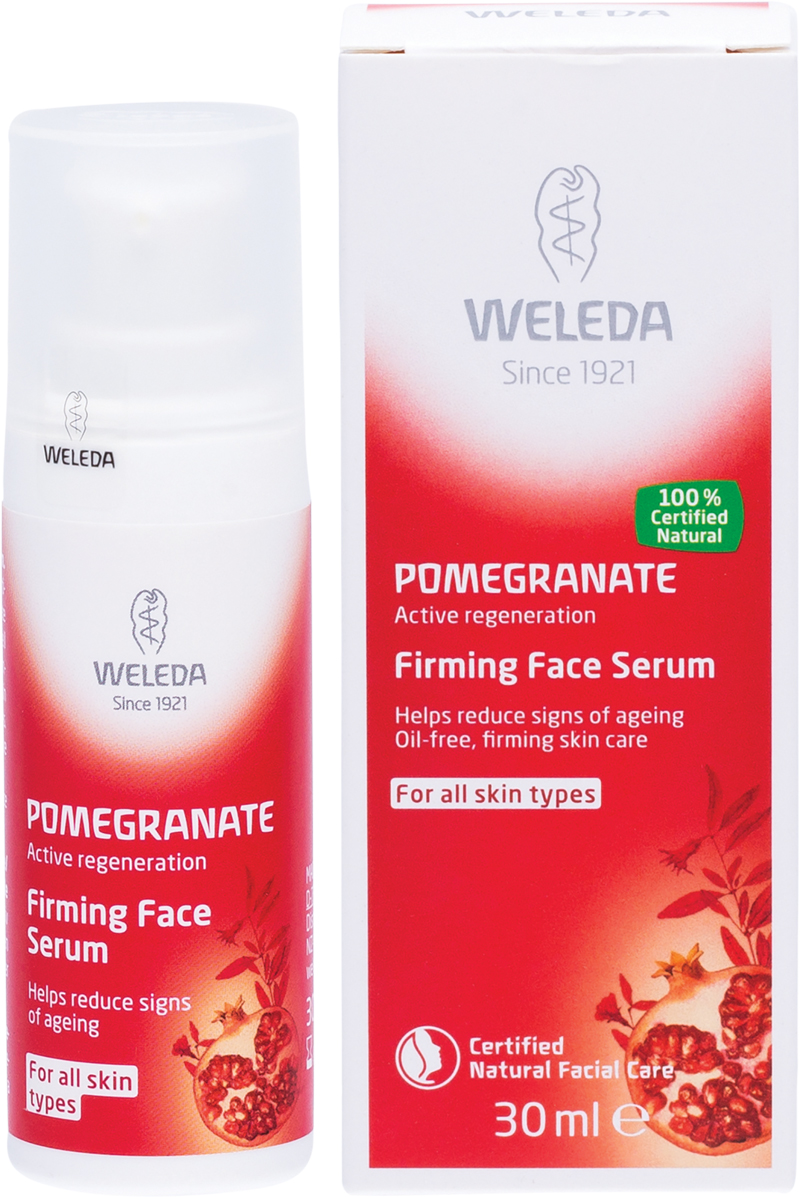 WELEDA
WELEDA
Since 1921
POMEGRANATE
Active regeneration
Firming Face
Serum
Helps reduce signs
of ageing
For all skin
types
WELEDA
WELEDA
Since 1921
100 %
Certified
Natural
POMEGRANATE
Active regeneration
Firming Face Serum
Helps reduce signs of ageing
Oil-free, firming skin care
For all skin types
Certified
Natural Facial Care
30 ml ℮